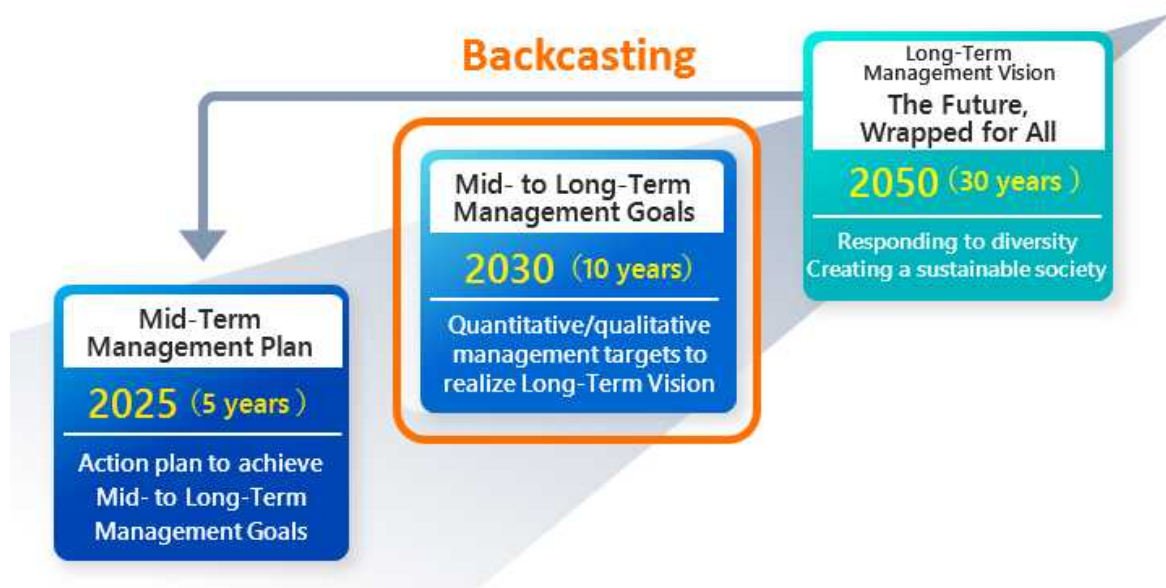 Backcasting
Long-Term
Management Vision
The Future,
Wrapped for All
2050 (30 years )
Responding to diversity
Creating a sustainable society
Mid- to Long-Term
Management Goals
2030 (10 years)
Quantitative/qualitative
management targets to
realize Long-Term Vision
Mid-Term
Management Plan
2025 (5 years )
Action plan to achieve
Mid- to Long-Term
Management Goals